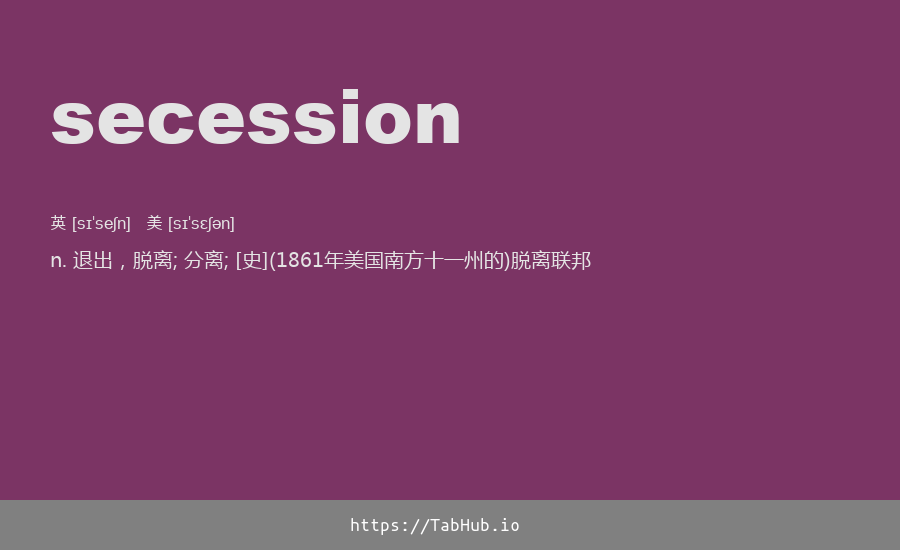 secession
英 [sɪˈseʃn] 美 [sɪˈsɛʃən]
n. 退出，脱离; 分离; [史](1861年美国南方十一州的)脱离联邦
https://TabHub.io